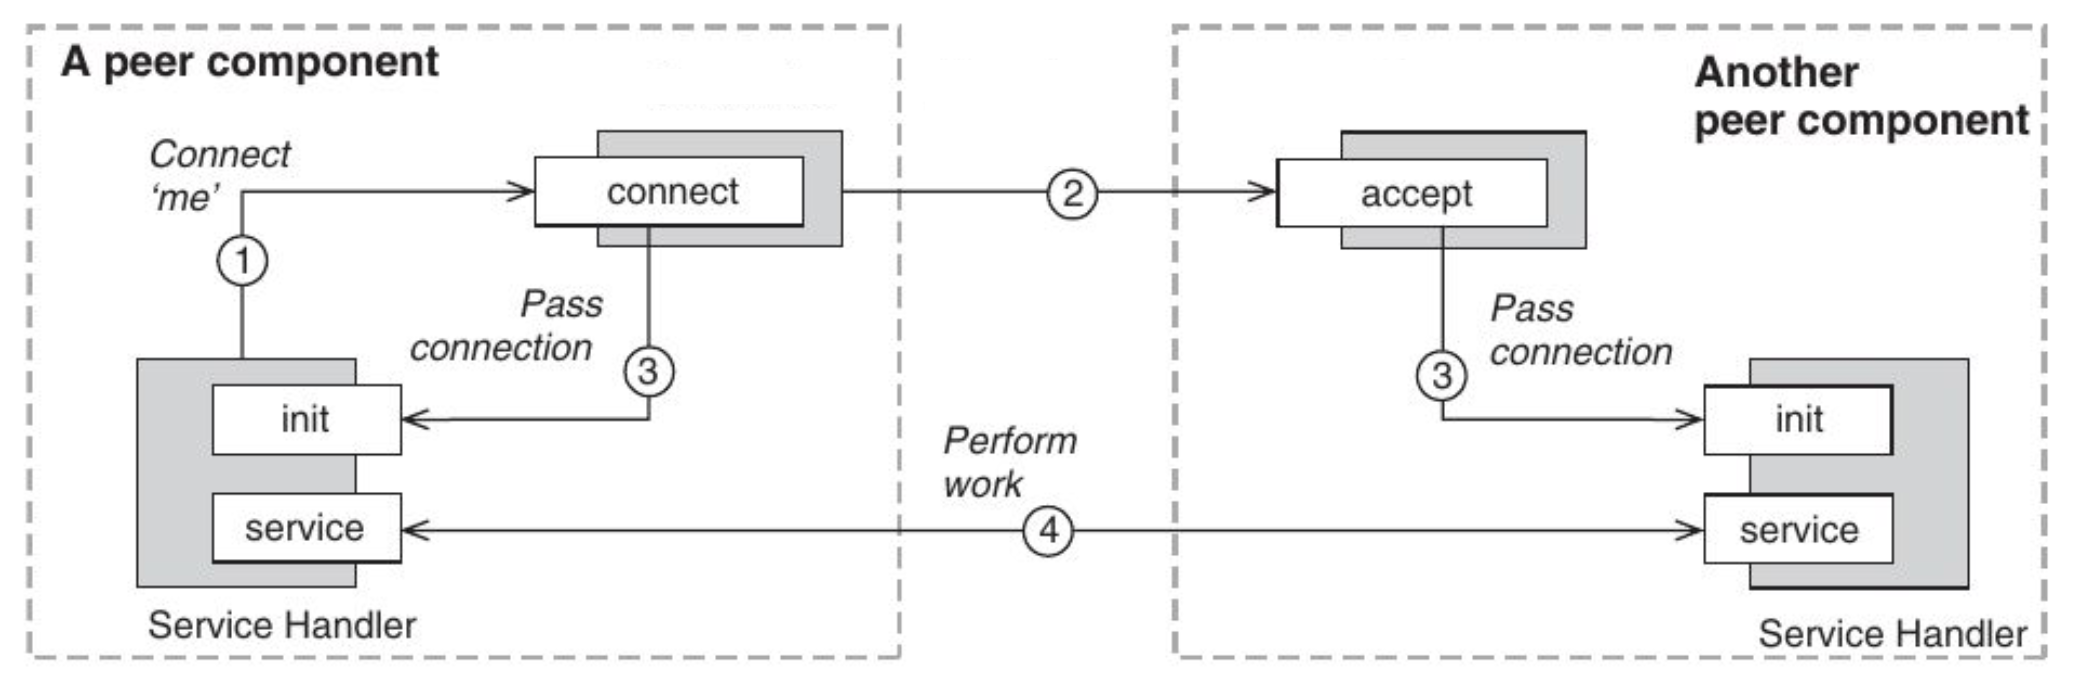 A peer component
Another
peer component
Connect
‘me’
connect
2
accept
1
Pass
connection
3
Pass
connection
3
init
init
Perform
work
service
4
service
Service Handler
Service Handler